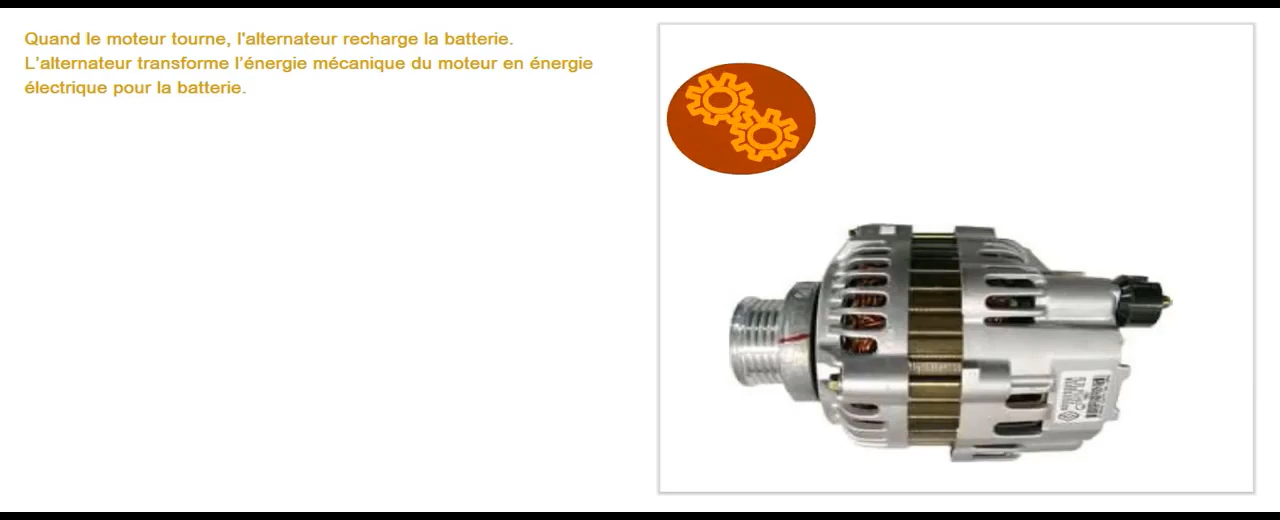 Quand le moteur tourne, l'alternateur recharge la batterie.
L’alternateur transforme l’énergie mécanique du moteur en énergie
électrique pour la batterie.